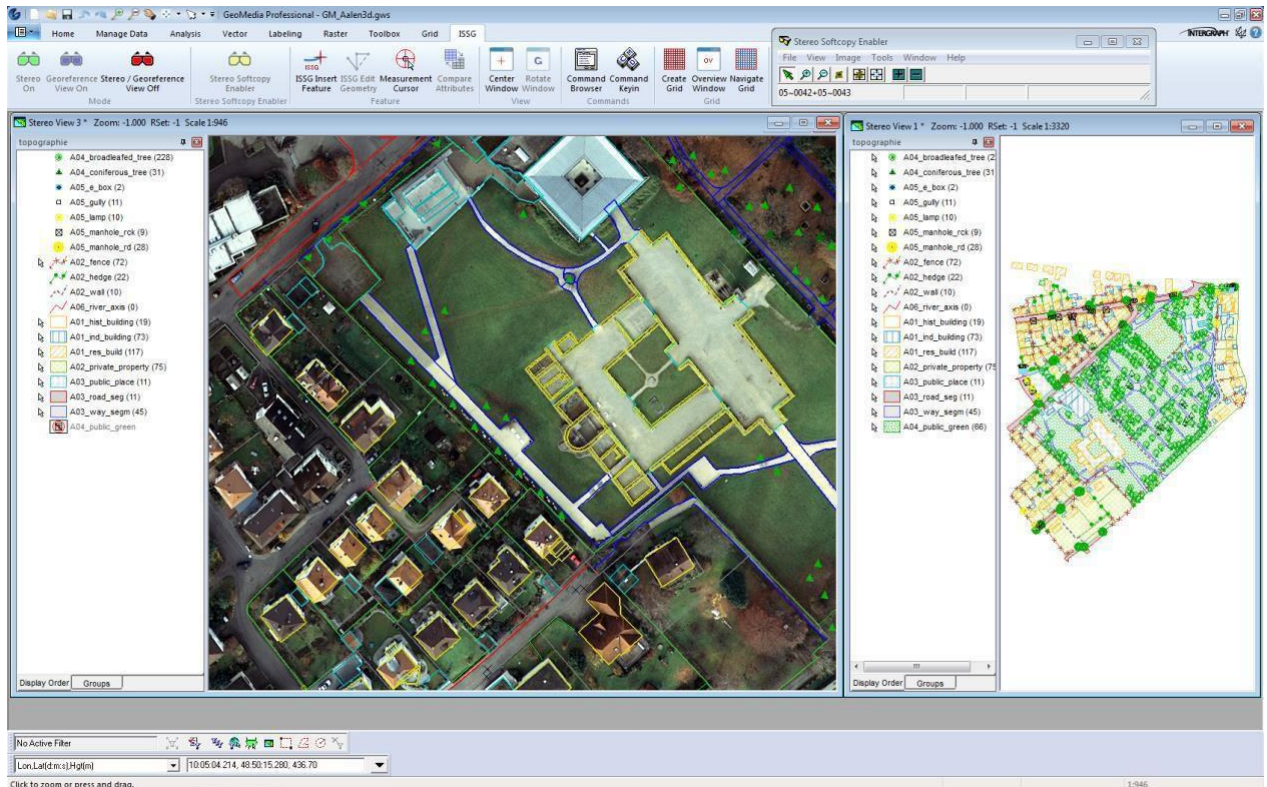 GeoMedia Professional - GM_Aalen3d.gws
Home Manage Data Analysis Vector Labeling Raster Toolbox Grid ISSG
INTERGRAPH
Stereo On
Georeference View On
Stereo / Georeference View Off
Mode
Stereo Softcopy Enabler
Stereo Softcopy Enabler
ISSG Insert Feature
ISSG Edit Geometry
Measurement Cursor
Compare Attributes
Feature
Center Window
Rotate Window
View
Command Browser
Command Keyin
Commands
Create Grid
Overview Window
Navigate Grid
Grid
Stereo Softcopy Enabler
File View Image Tools Window Help
05~0042+05~0043
Stereo View 3 * Zoom: -1.000 RSet: -1 Scale 1:946
topographie
A04_broadleafed_tree (228)
A04_coniferous_tree (31)
A05_e_box (2)
A05_gully (11)
A05_lamp (10)
A05_manhole_rck (9)
A05_manhole_rd (28)
A02_fence (72)
A02_hedge (22)
A02_wall (10)
A06_river_axis (0)
A01_hist_building (19)
A01_ind_building (73)
A01_res_build (117)
A02_private_property (75)
A03_public_place (11)
A03_road_seg (11)
A03_way_segm (45)
A04_public_green
Display Order Groups
Stereo View 1 * Zoom: -1.000 RSet: -1 Scale 1:3320
topographie
A04_broadleafed_tree (2
A04_coniferous_tree (31
A05_e_box (2)
A05_gully (11)
A05_lamp (10)
A05_manhole_rck (9)
A05_manhole_rd (28)
A02_fence (72)
A02_hedge (22)
A02_wall (10)
A06_river_axis (0)
A01_hist_building (19)
A01_ind_building (73)
A01_res_build (117)
A02_private_property (75
A03_public_place (11)
A03_road_seg (11)
A03_way_segm (45)
A04_public_green (66)
Display Order Groups
No Active Filter
Lon,Lat(d:m:s),Hgt(m) 10:05:04.214, 48:50:15.280, 436.70
Click to zoom or press and drag. 1:946